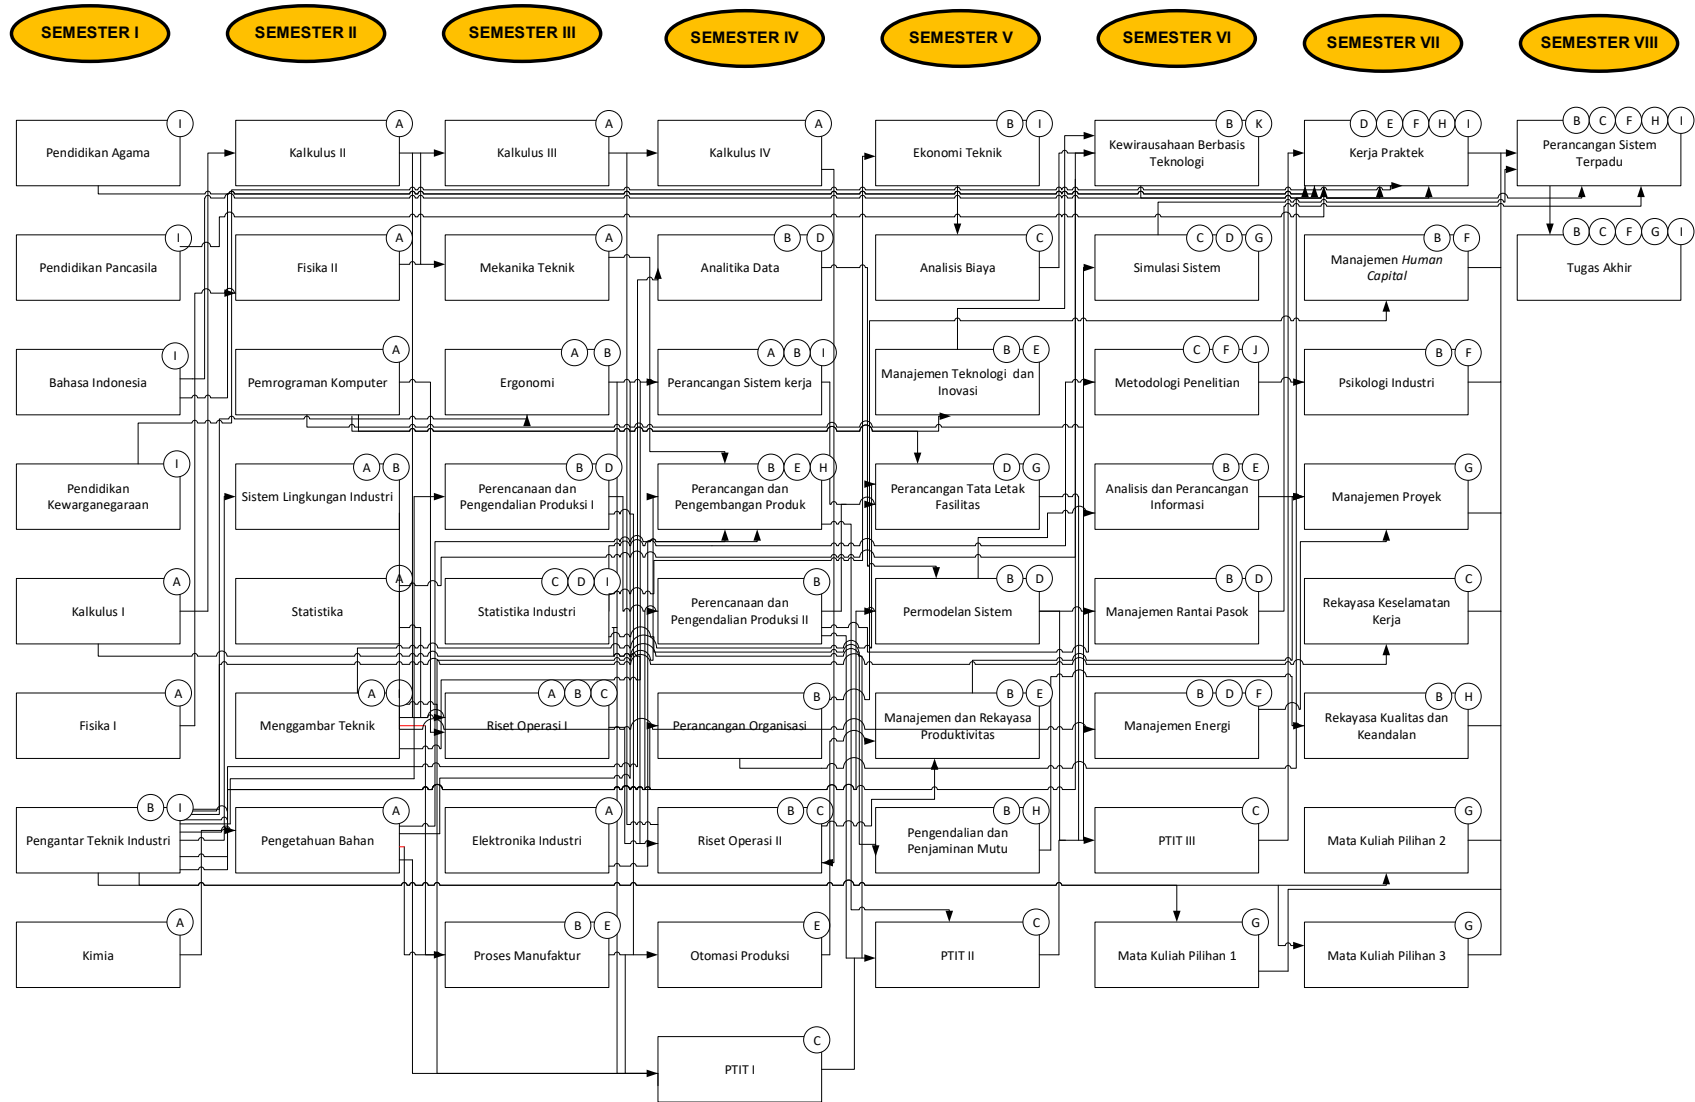 SEMESTER I
SEMESTER II
SEMESTER III
SEMESTER IV
SEMESTER V
SEMESTER VI
SEMESTER VII
SEMESTER VIII
I
Pendidikan Agama
A
Kalkulus II
A
Kalkulus III
A
Kalkulus IV
B I
Ekonomi Teknik
B K
Kewirausahaan Berbasis
Teknologi
D E F H I
Kerja Praktek
B C F H I
Perancangan Sistem
Terpadu
I
Pendidikan Pancasila
A
Fisika II
A
Mekanika Teknik
B D
Analitika Data
C
Analisis Biaya
C D G
Simulasi Sistem
B F
Manajemen Human
Capital
B C F G I
Tugas Akhir
I
Bahasa Indonesia
A
Pemrograman Komputer
A B
Ergonomi
A B I
Perancangan Sistem kerja
B E
Manajemen Teknologi dan
Inovasi
C F J
Metodologi Penelitian
B F
Psikologi Industri
I
Pendidikan
Kewarganegaraan
A B
Sistem Lingkungan Industri
B D
Perencanaan dan
Pengendalian Produksi I
B E H
Perancangan dan
Pengembangan Produk
D G
Perancangan Tata Letak
Fasilitas
B E
Analisis dan Perancangan
Informasi
G
Manajemen Proyek
A
Kalkulus I
A
Statistika
C D I
Statistika Industri
B
Perencanaan dan
Pengendalian Produksi II
B D
Permodelan Sistem
B D
Manajemen Rantai Pasok
C
Rekayasa Keselamatan
Kerja
A
Fisika I
A I
Menggambar Teknik
A B C
Riset Operasi I
B
Perancangan Organisasi
B E
Manajemen dan Rekayasa
Produktivitas
B D F
Manajemen Energi
B H
Rekayasa Kualitas dan
Keandalan
B I
Pengantar Teknik Industri
A
Pengetahuan Bahan
A
Elektronika Industri
B C
Riset Operasi II
B H
Pengendalian dan
Penjaminan Mutu
C
PTIT III
G
Mata Kuliah Pilihan 2
A
Kimia
B E
Proses Manufaktur
E
Otomasi Produksi
C
PTIT II
G
Mata Kuliah Pilihan 1
G
Mata Kuliah Pilihan 3
C
PTIT I